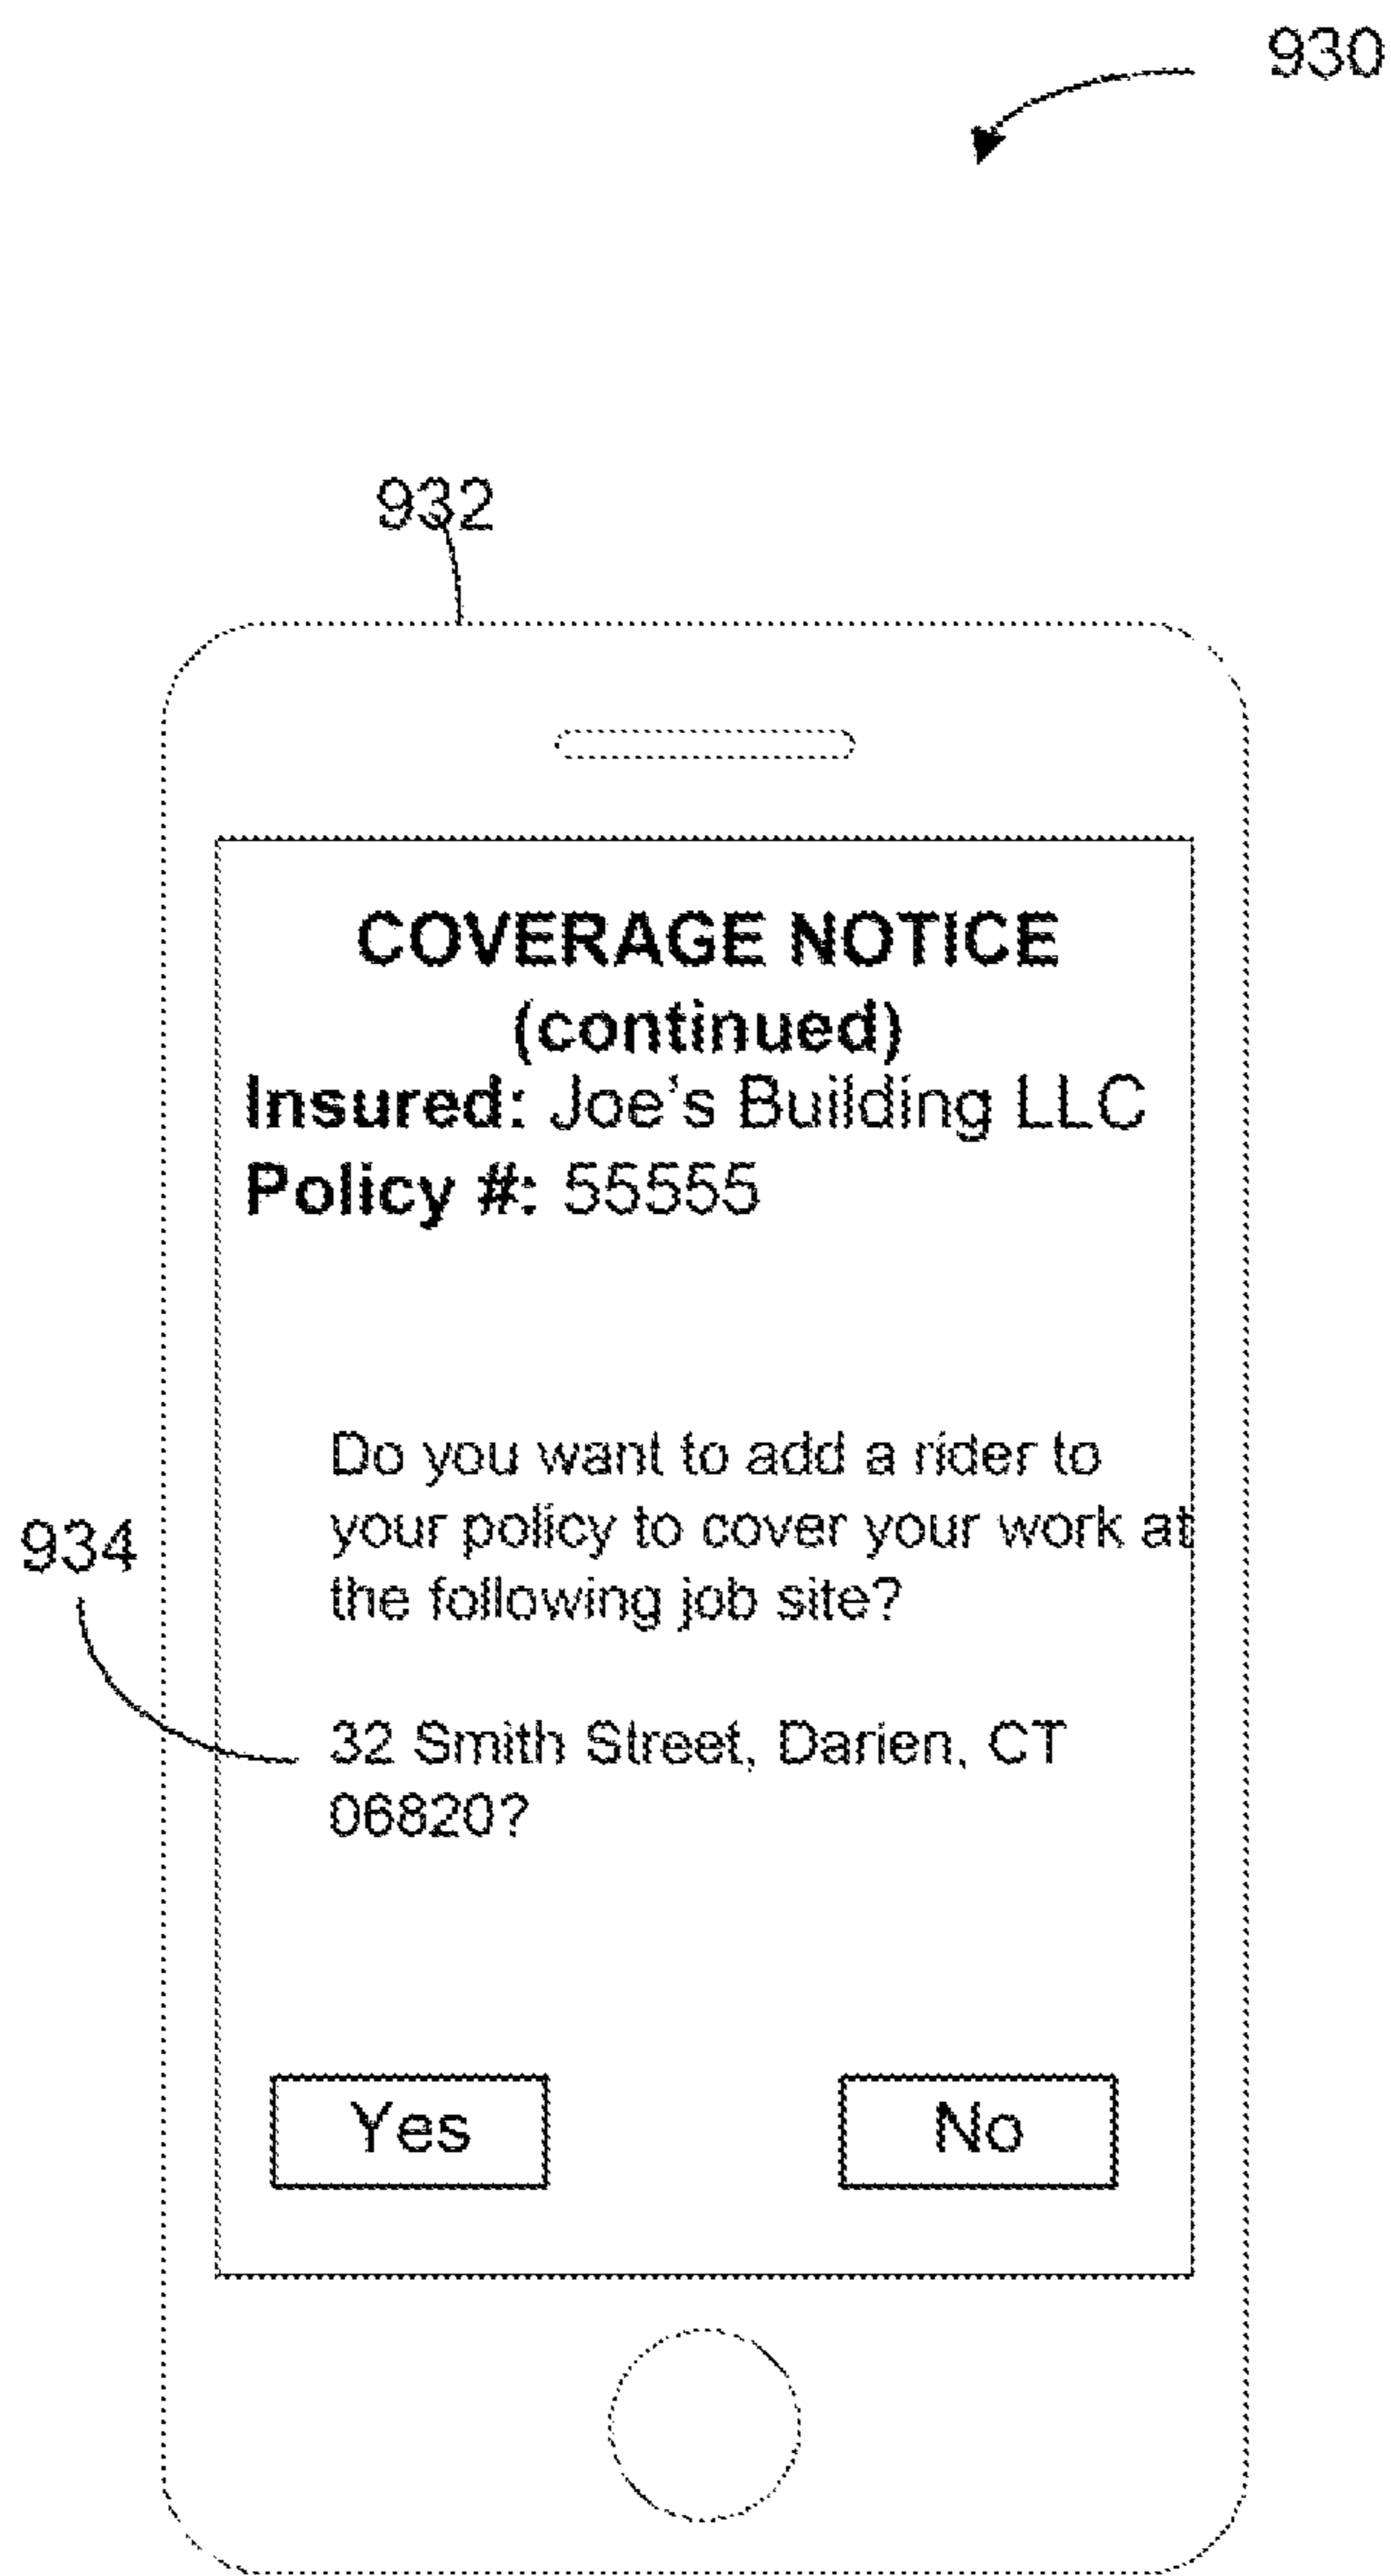 930
932
COVERAGE NOTICE
(continued)
Insured: Joe's Building LLC
Policy #: 55555
Do you want to add a rider to
your policy to cover your work at
the following job site?
934
32 Smith Street, Darien, CT
06820?
Yes
No